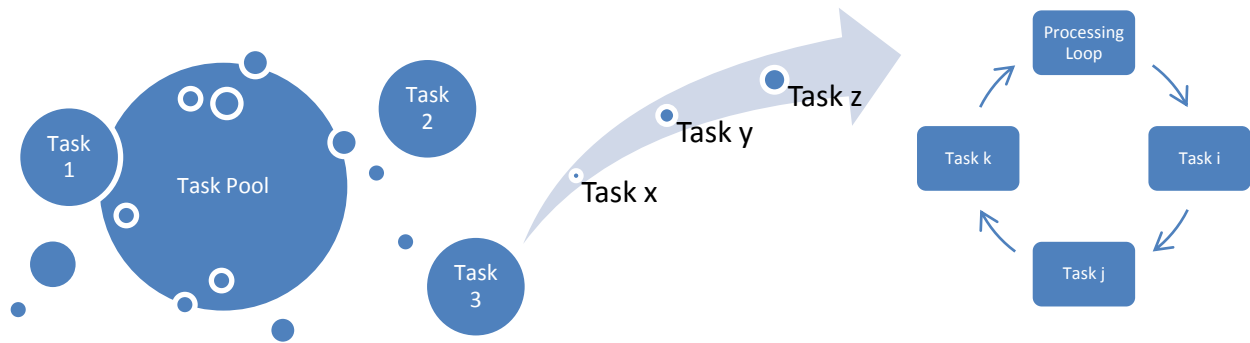 Task
1
Task Pool
Task
2
Task
3
Task x
Task y
Task z
Processing
Loop
Task i
Task j
Task k